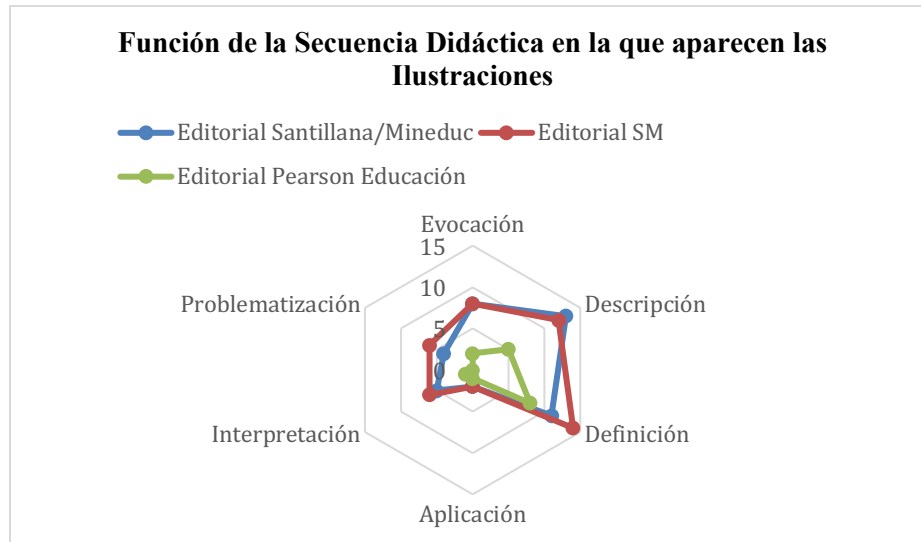 Función de la Secuencia Didáctica en la que aparecen las
Ilustraciones
Editorial Santillana/Mineduc
Editorial SM
Editorial Pearson Educación
Evocación
15
10
5
0
Problematización
Descripción
Interpretación
Definición
Aplicación